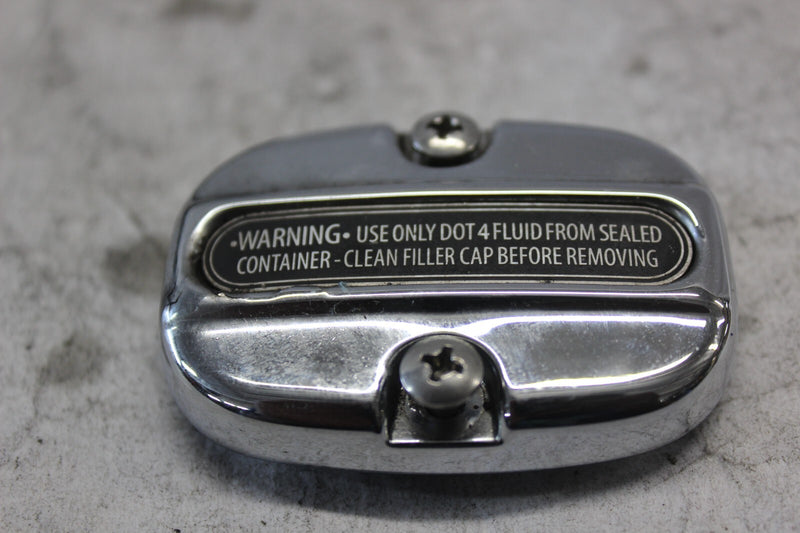 •WARNING• USE ONLY DOT 4 FLUID FROM SEALED
CONTAINER - CLEAN FILLER CAP BEFORE REMOVING